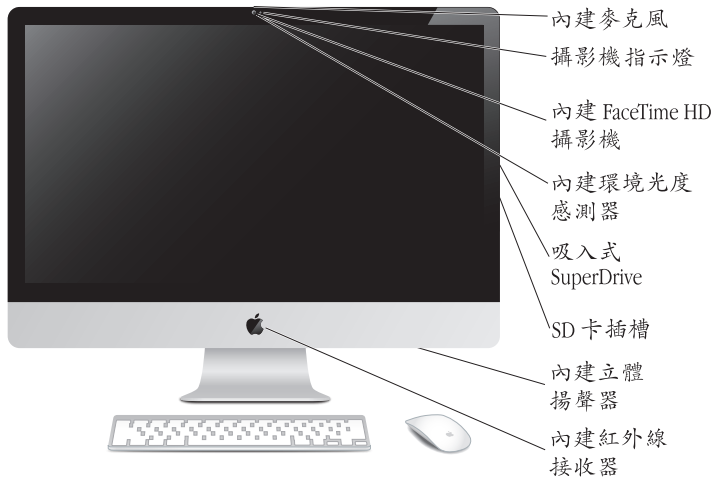 內建麥克風
攝影機指示燈
內建 FaceTime HD
攝影機
內建環境光度
感測器
吸入式
SuperDrive
SD 卡插槽
內建立體
揚聲器
內建紅外線
接收器